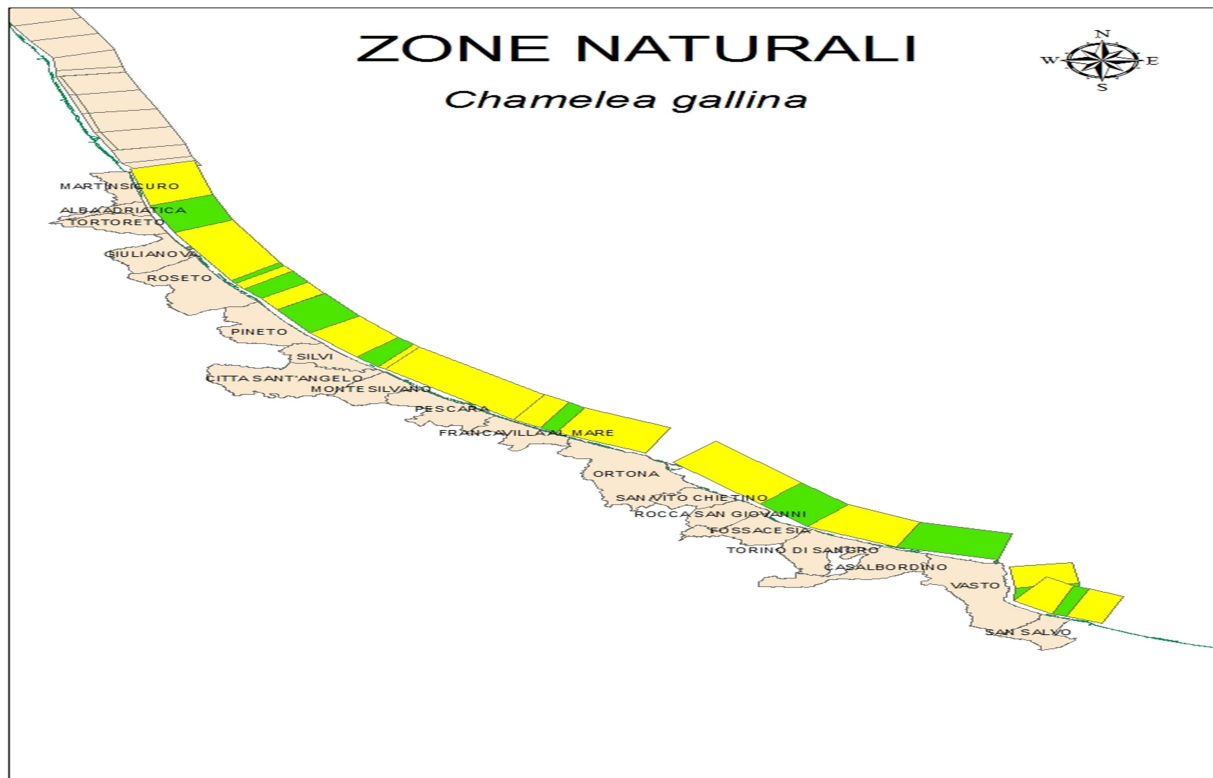 ZONE NATURALI
Chamelea gallina
N
W E
S
MARTINSICURO
ALBA ADRIATICA
TORTORETO
GIULIANOVA
ROSETO
PINETO
SILVI
CITTA SANT'ANGELO
MONTESILVANO
PESCARA
FRANCAVILLA AL MARE
ORTONA
SAN VITO CHIETINO
ROCCA SAN GIOVANNI
FOSSACESIA
TORINO DI SANGRO
CASALBORDINO
VASTO
SAN SALVO